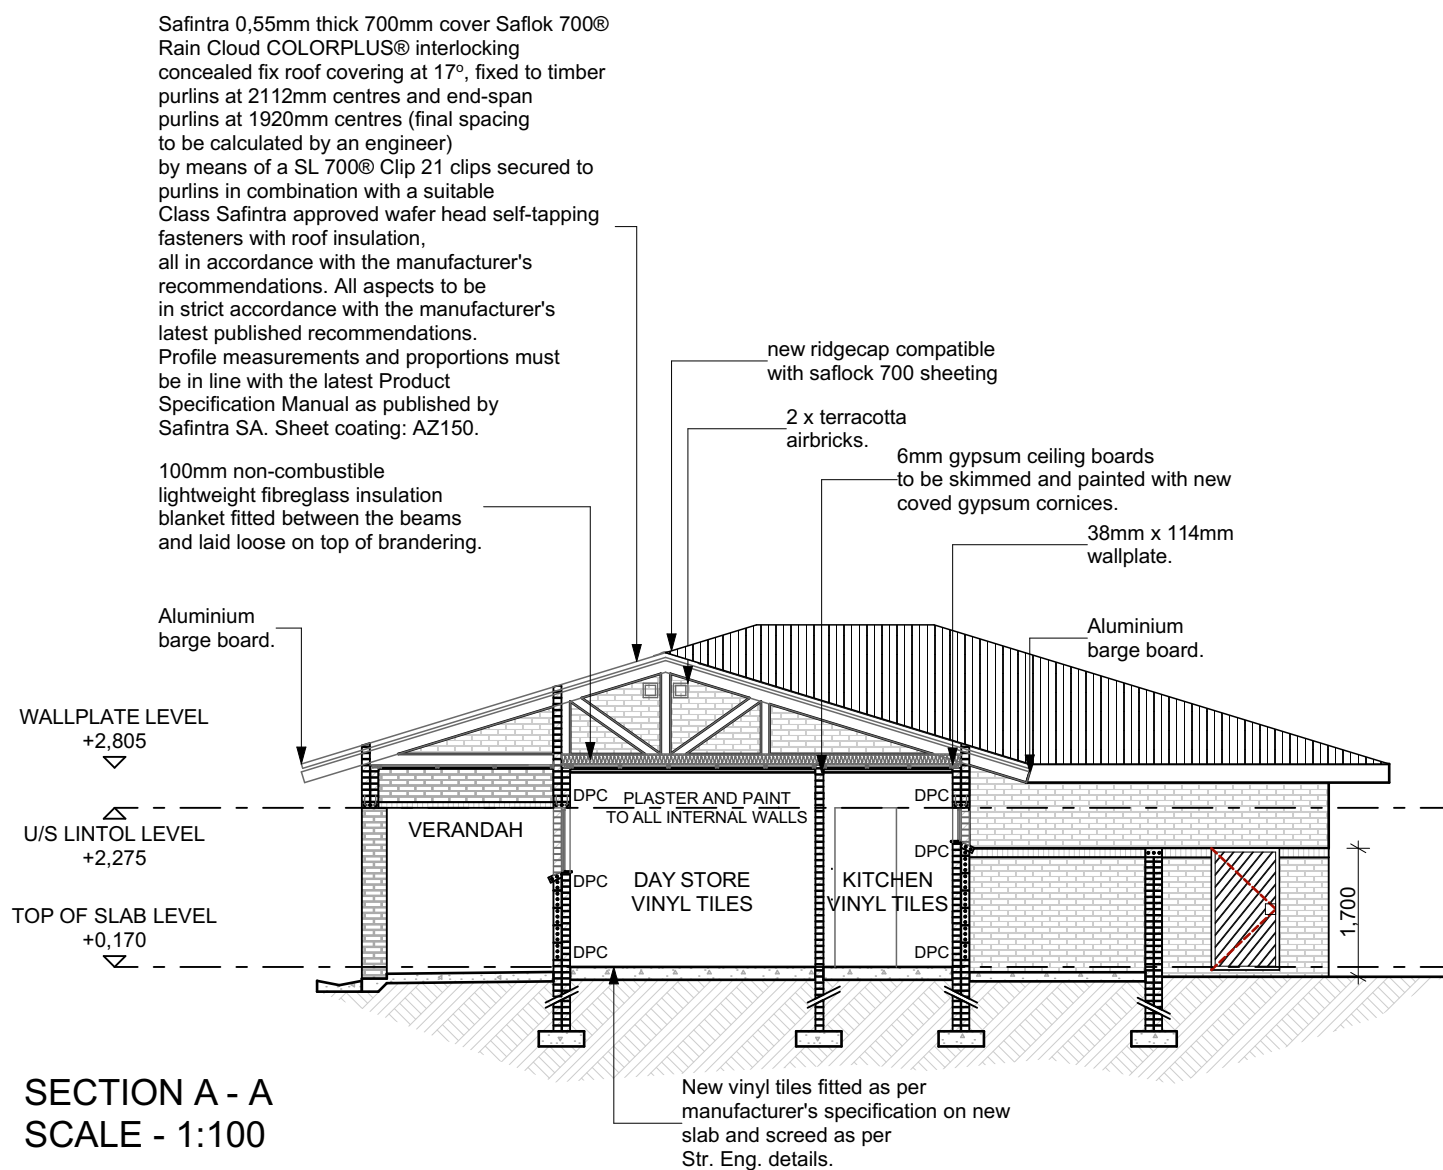 Safintra 0,55mm thick 700mm cover Saflok 700®
Rain Cloud COLORPLUS® interlocking
concealed fix roof covering at 17º, fixed to timber
purlins at 2112mm centres and end-span
purlins at 1920mm centres (final spacing
to be calculated by an engineer)
by means of a SL 700® Clip 21 clips secured to
purlins in combination with a suitable
Class Safintra approved wafer head self-tapping
fasteners with roof insulation,
all in accordance with the manufacturer's
recommendations. All aspects to be
in strict accordance with the manufacturer's
latest published recommendations.
Profile measurements and proportions must
be in line with the latest Product
Specification Manual as published by
Safintra SA. Sheet coating: AZ150.
new ridgecap compatible
with saflock 700 sheeting
2 x terracotta
airbricks.
6mm gypsum ceiling boards
to be skimmed and painted with new
coved gypsum cornices.
100mm non-combustible
lightweight fibreglass insulation
blanket fitted between the beams
and laid loose on top of brandering.
38mm x 114mm
wallplate.
Aluminium
barge board.
Aluminium
barge board.
WALLPLATE LEVEL
+2,805
U/S LINTOL LEVEL
+2,275
TOP OF SLAB LEVEL
+0,170
VERANDAH
DPC
PLASTER AND PAINT
TO ALL INTERNAL WALLS
DPC
DPC
DPC
DAY STORE
VINYL TILES
KITCHEN
VINYL TILES
DPC
DPC
1,700
New vinyl tiles fitted as per
manufacturer's specification on new
slab and screed as per
Str. Eng. details.
SECTION A - A
SCALE - 1:100